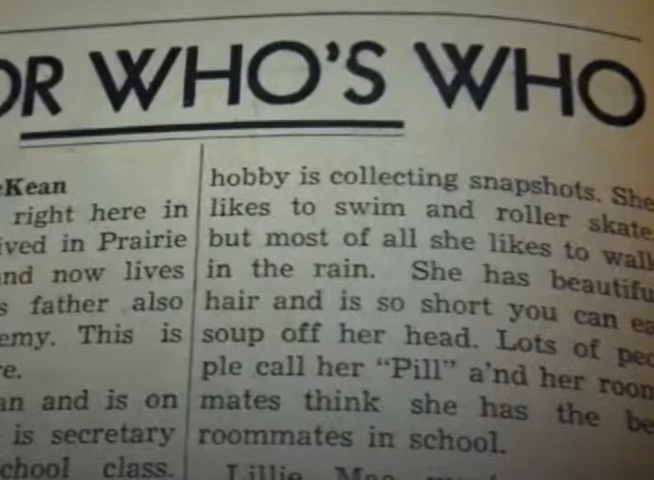 OR WHO'S WHO
cKean
right here in
ived in Prairie
nd now lives
s father also
emy. This is
re.
an and is on
is secretary
chool class.
hobby is collecting snapshots. She
likes to swim and roller skate
but most of all she likes to walk
in the rain. She has beautifu
hair and is so short you can ea
soup off her head. Lots of peo
ple call her "Pill" a'nd her room
mates think she has the be
roommates in school.
Lillie Mae